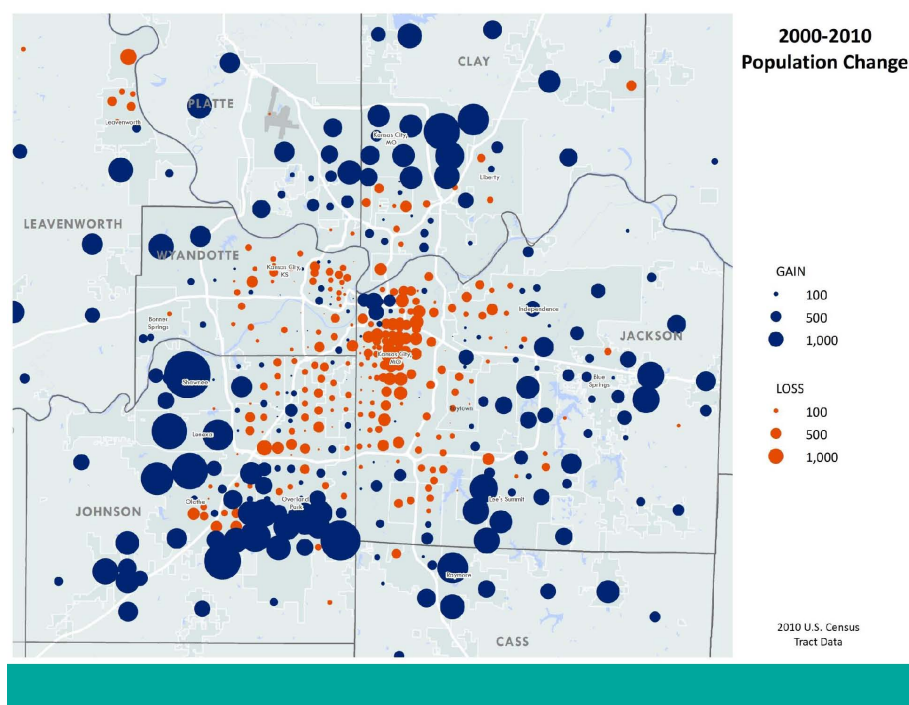 2000-2010
Population Change
CLAY
PLATTE
Leavenworth
Kansas City,
MO
Liberty
LEAVENWORTH
WYANDOTTE
Kansas City,
KS
GAIN
100
500
1,000
Bonner
Springs
Independence
JACKSON
Kansas City,
MO
Shawnee
Blue
Springs
LOSS
100
500
1,000
Raytown
Lenexa
Overland
Park
Olathe
Lee's Summit
JOHNSON
Raymore
2010 U.S. Census
Tract Data
CASS